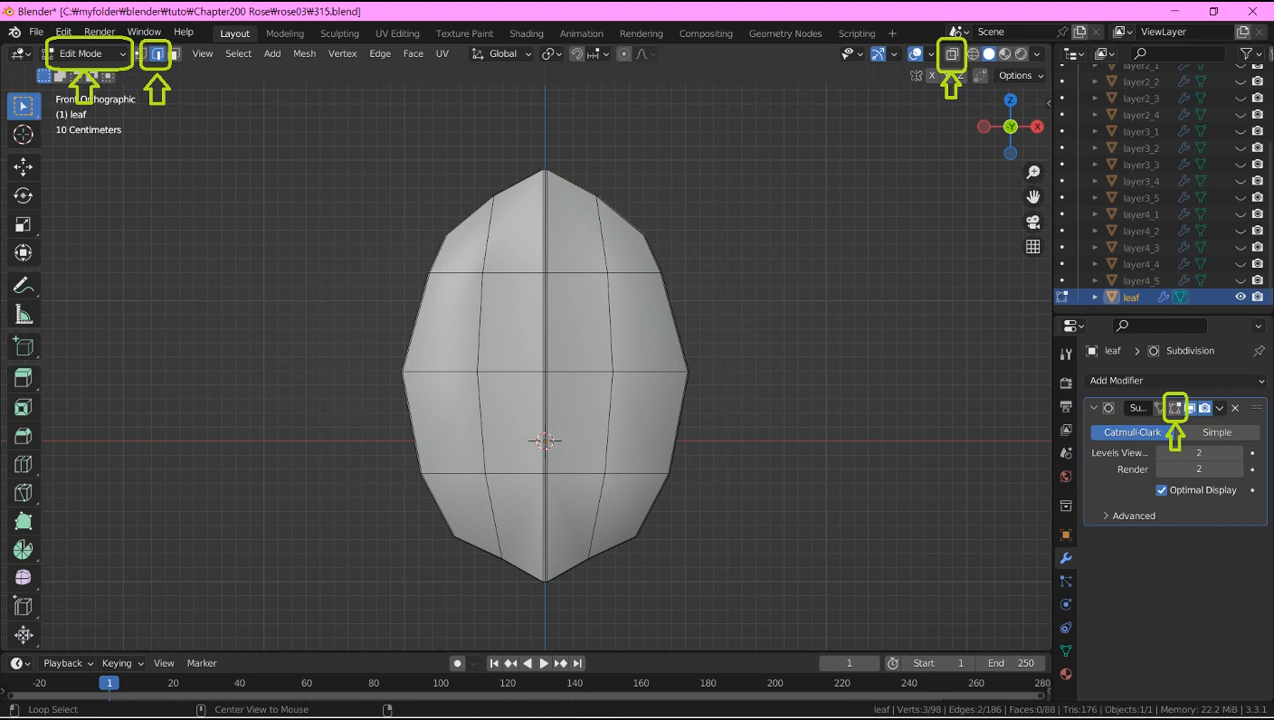 Blender* [C:₩myfolder₩blender₩tuto₩Chapter200 Rose₩rose03₩315.blend]
File Edit Render Window Help Layout Modeling Sculpting UV Editing Texture Paint Shading Animation Rendering Compositing Geometry Nodes Scripting Scene ViewLayer
Edit Mode View Select Add Mesh Vertex Edge Face UV Global
X Z Options
Front Orthographic
(1) leaf
10 Centimeters
Z
Y
X
layer2_1
layer2_2
layer2_3
layer2_4
layer3_1
layer3_2
layer3_3
layer3_4
layer3_5
layer4_1
layer4_2
layer4_3
layer4_4
layer4_5
leaf
leaf > Subdivision
Add Modifier
Su...
Catmull-Clark Simple
Levels View... 2
Render 2
Optimal Display
Advanced
Playback Keying View Marker 1 Start 1 End 250
-20 1 20 40 60 80 100 120 140 160 180 200 220 240 260 280
Loop Select Center View to Mouse leaf | Verts:3/98 | Edges:2/186 | Faces:0/88 | Tris:176 | Objects:1/1 | Memory: 22.2 MiB | 3.3.1